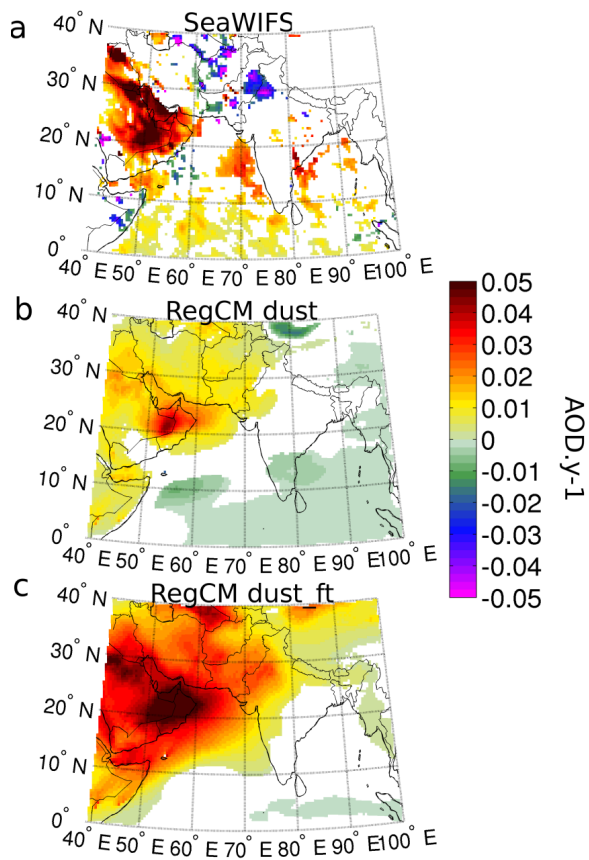 a
SeaWIFS
40° N
30° N
20° N
10° N
0°
40° E 50° E 60° E 70° E 80° E 90° E 100° E
b
RegCM dust
40° N
30° N
20° N
10° N
0°
40° E 50° E 60° E 70° E 80° E 90° E 100° E
c
RegCM dust_ft
40° N
30° N
20° N
10° N
0°
40° E 50° E 60° E 70° E 80° E 90° E 100° E
0.05
0.04
0.03
0.02
0.01
0
-0.01
-0.02
-0.03
-0.04
-0.05
AOD.y-1